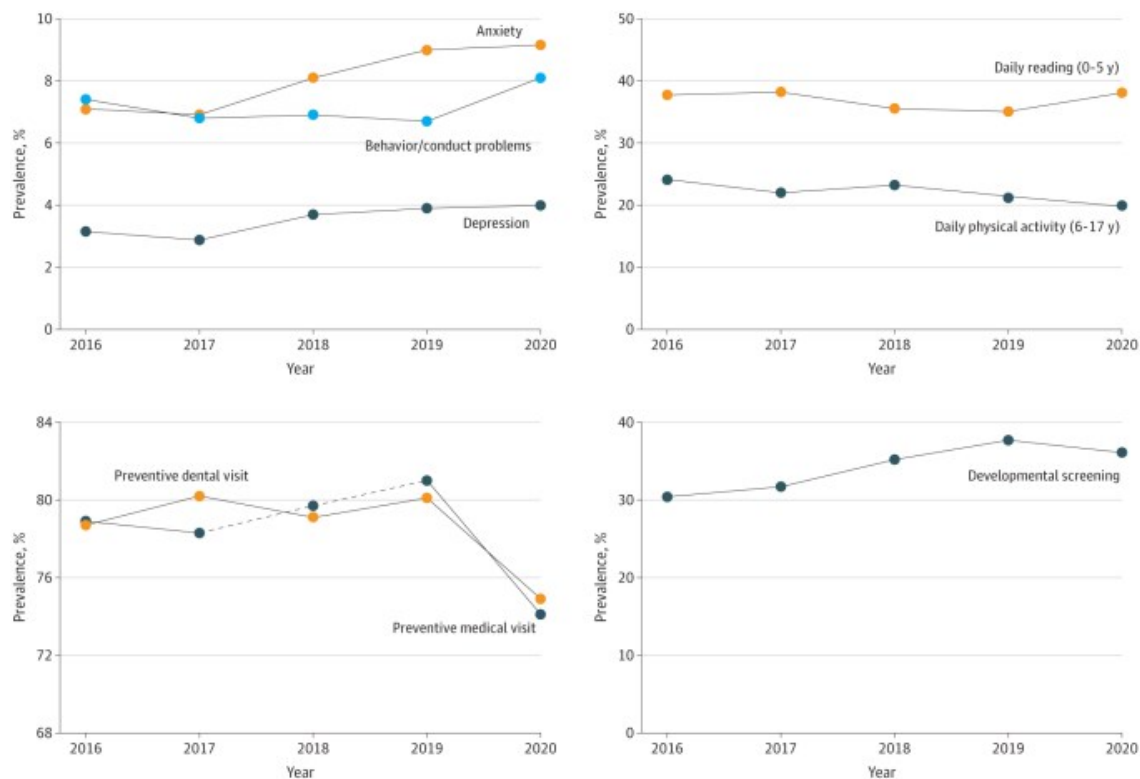 10
8
6
4
2
0
Prevalence, %
Anxiety
Behavior/conduct problems
Depression
2016 2017 2018 2019 2020
Year
50
40
30
20
10
0
Prevalence, %
Daily reading (0-5 y)
Daily physical activity (6-17 y)
2016 2017 2018 2019 2020
Year
84
80
76
72
68
Prevalence, %
Preventive dental visit
Preventive medical visit
2016 2017 2018 2019 2020
Year
40
30
20
10
0
Prevalence, %
Developmental screening
2016 2017 2018 2019 2020
Year